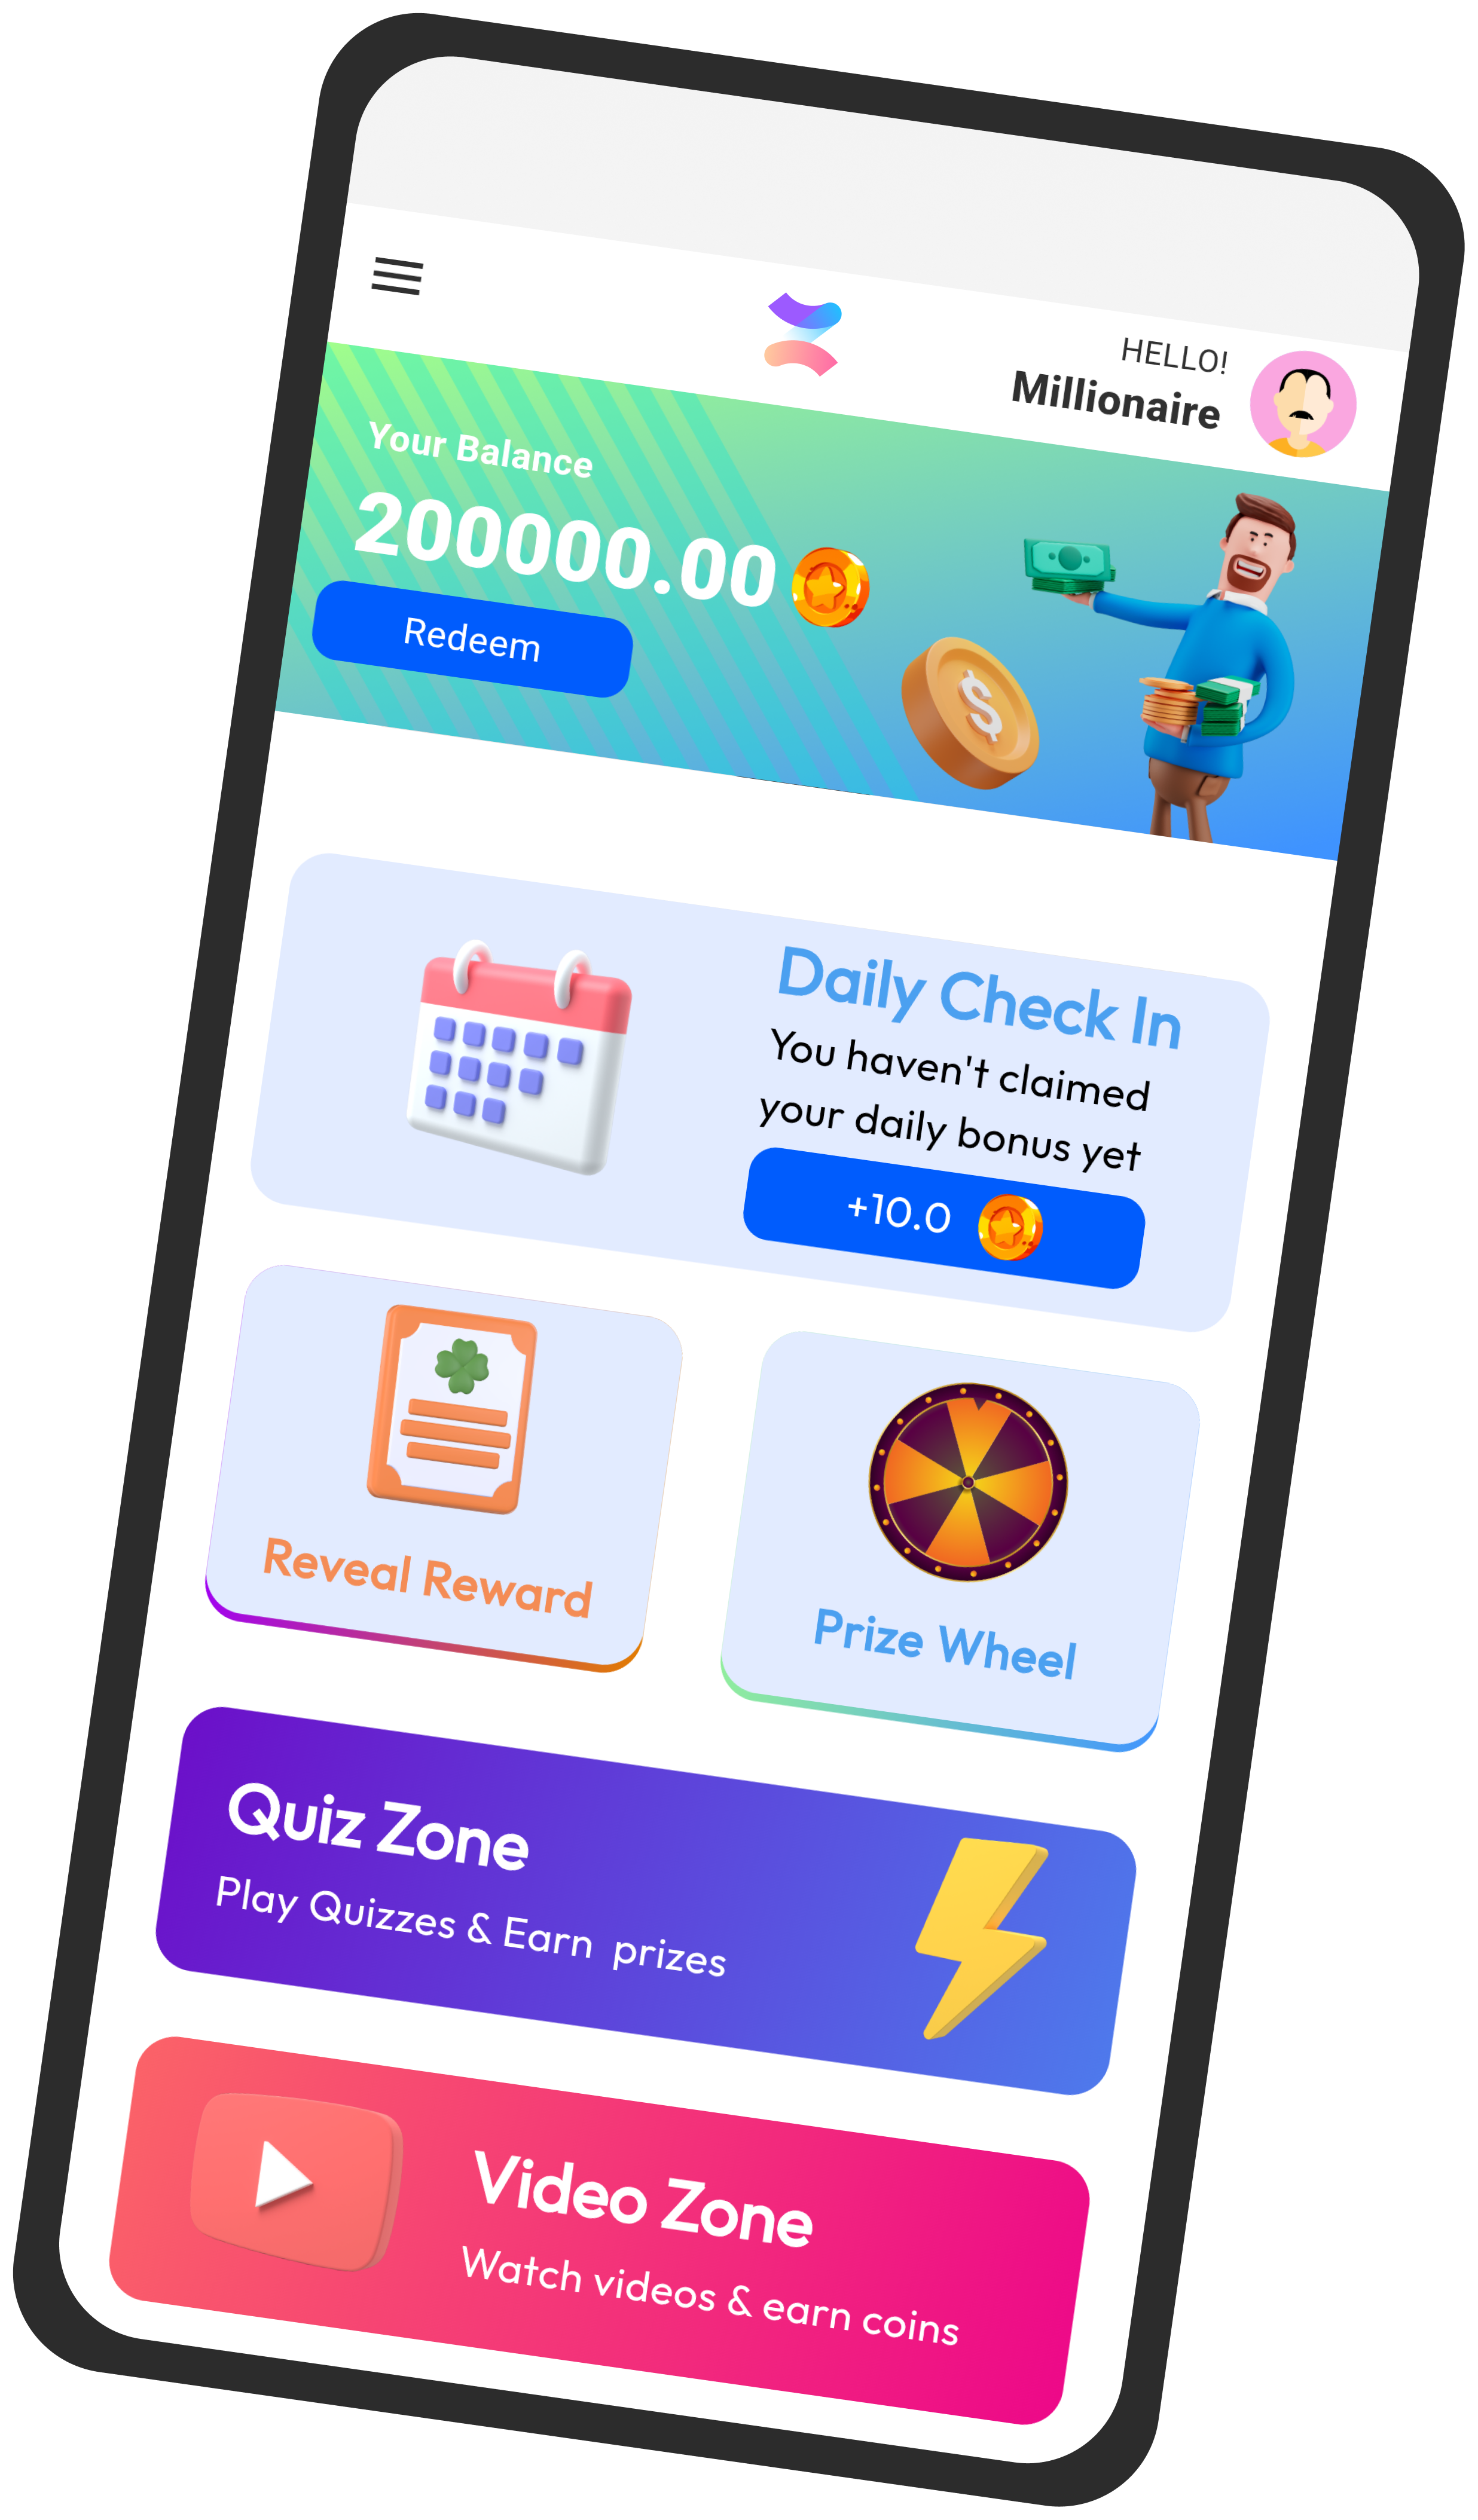 HELLO!
Millionaire
Your Balance
200000.00
Redeem
$
Daily Check In
You haven't claimed
your daily bonus yet
+10.0
Reveal Reward
Prize Wheel
Quiz Zone
Play Quizzes & Earn prizes
Video Zone
Watch videos & earn coins